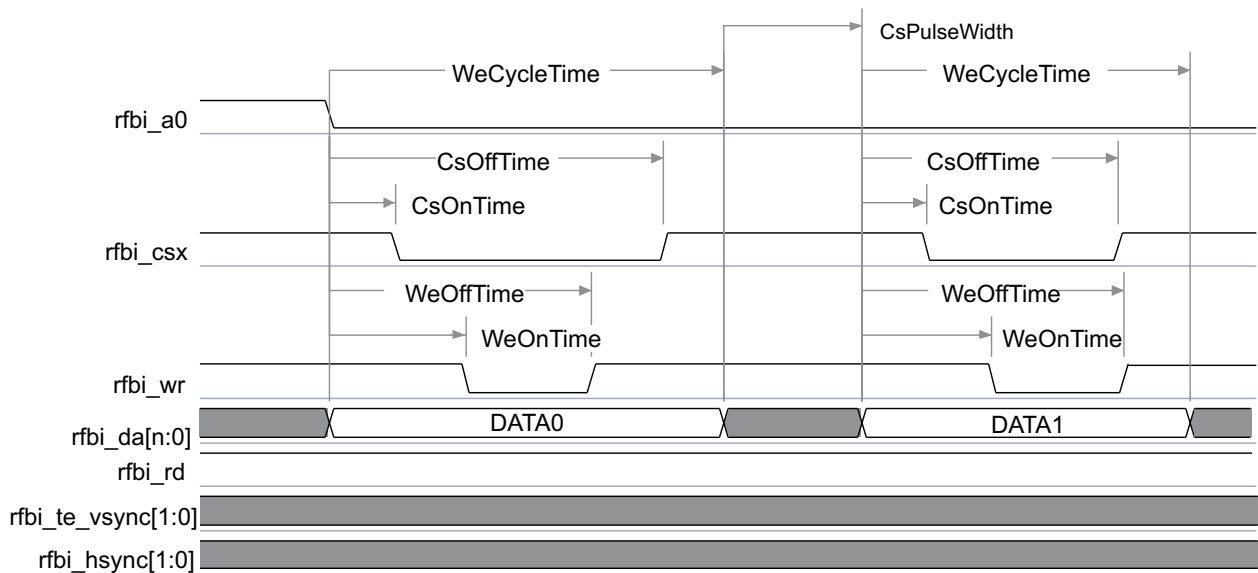 CsPulseWidth
WeCycleTime WeCycleTime
rfbi_a0
CsOffTime CsOffTime
CsOnTime CsOnTime
rfbi_csx
WeOffTime WeOffTime
WeOnTime WeOnTime
rfbi_wr
rfbi_da[n:0] DATA0 DATA1
rfbi_rd
rfbi_te_vsync[1:0]
rfbi_hsync[1:0]